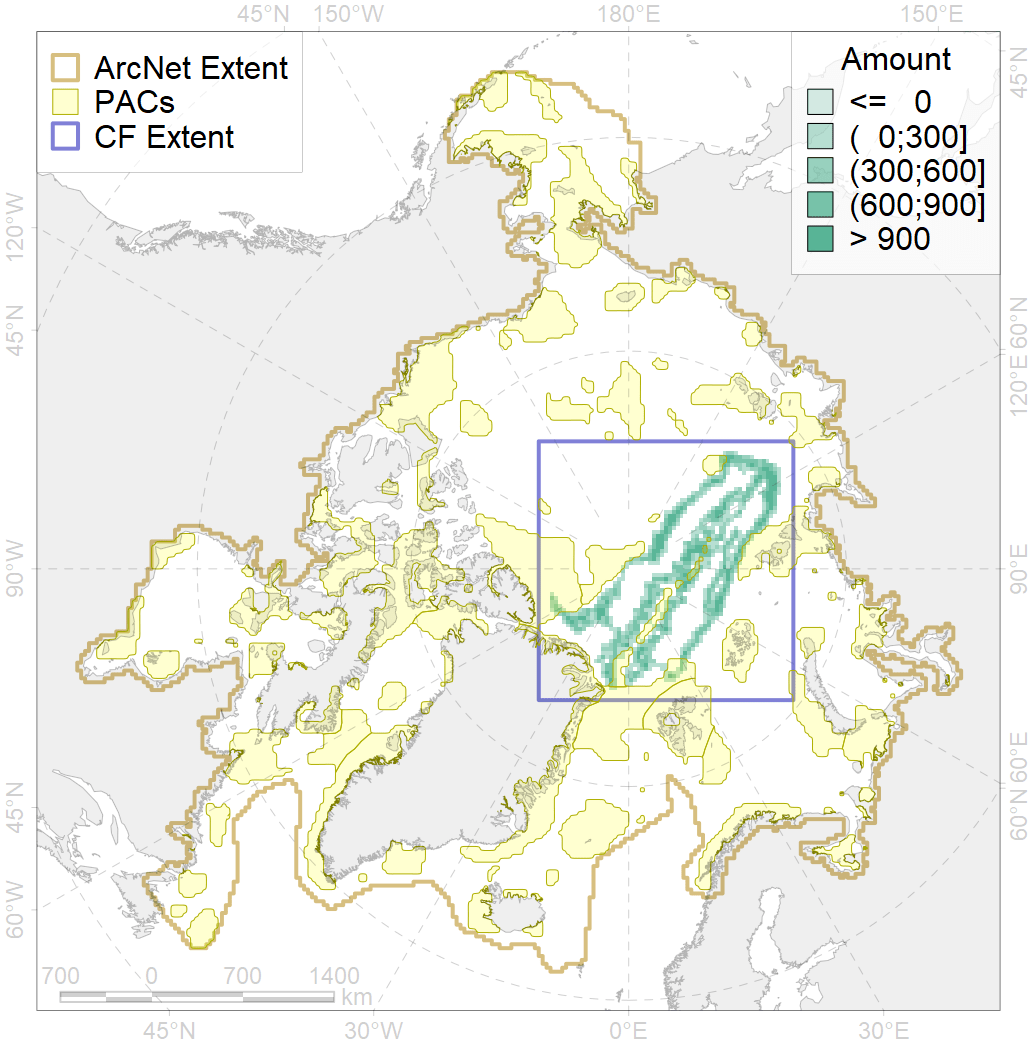 45°N 150°W 180°E 150°E
ArcNet Extent
PACs
CF Extent
Amount
<= 0
( 0;300]
(300;600]
(600;900]
> 900
120°W
45°N
90°W
45°N
60°W
45°N
60°N
120°E
90°E
60°E
60°N
700 0 700 1400
km
45°N 30°W 0°E 30°E